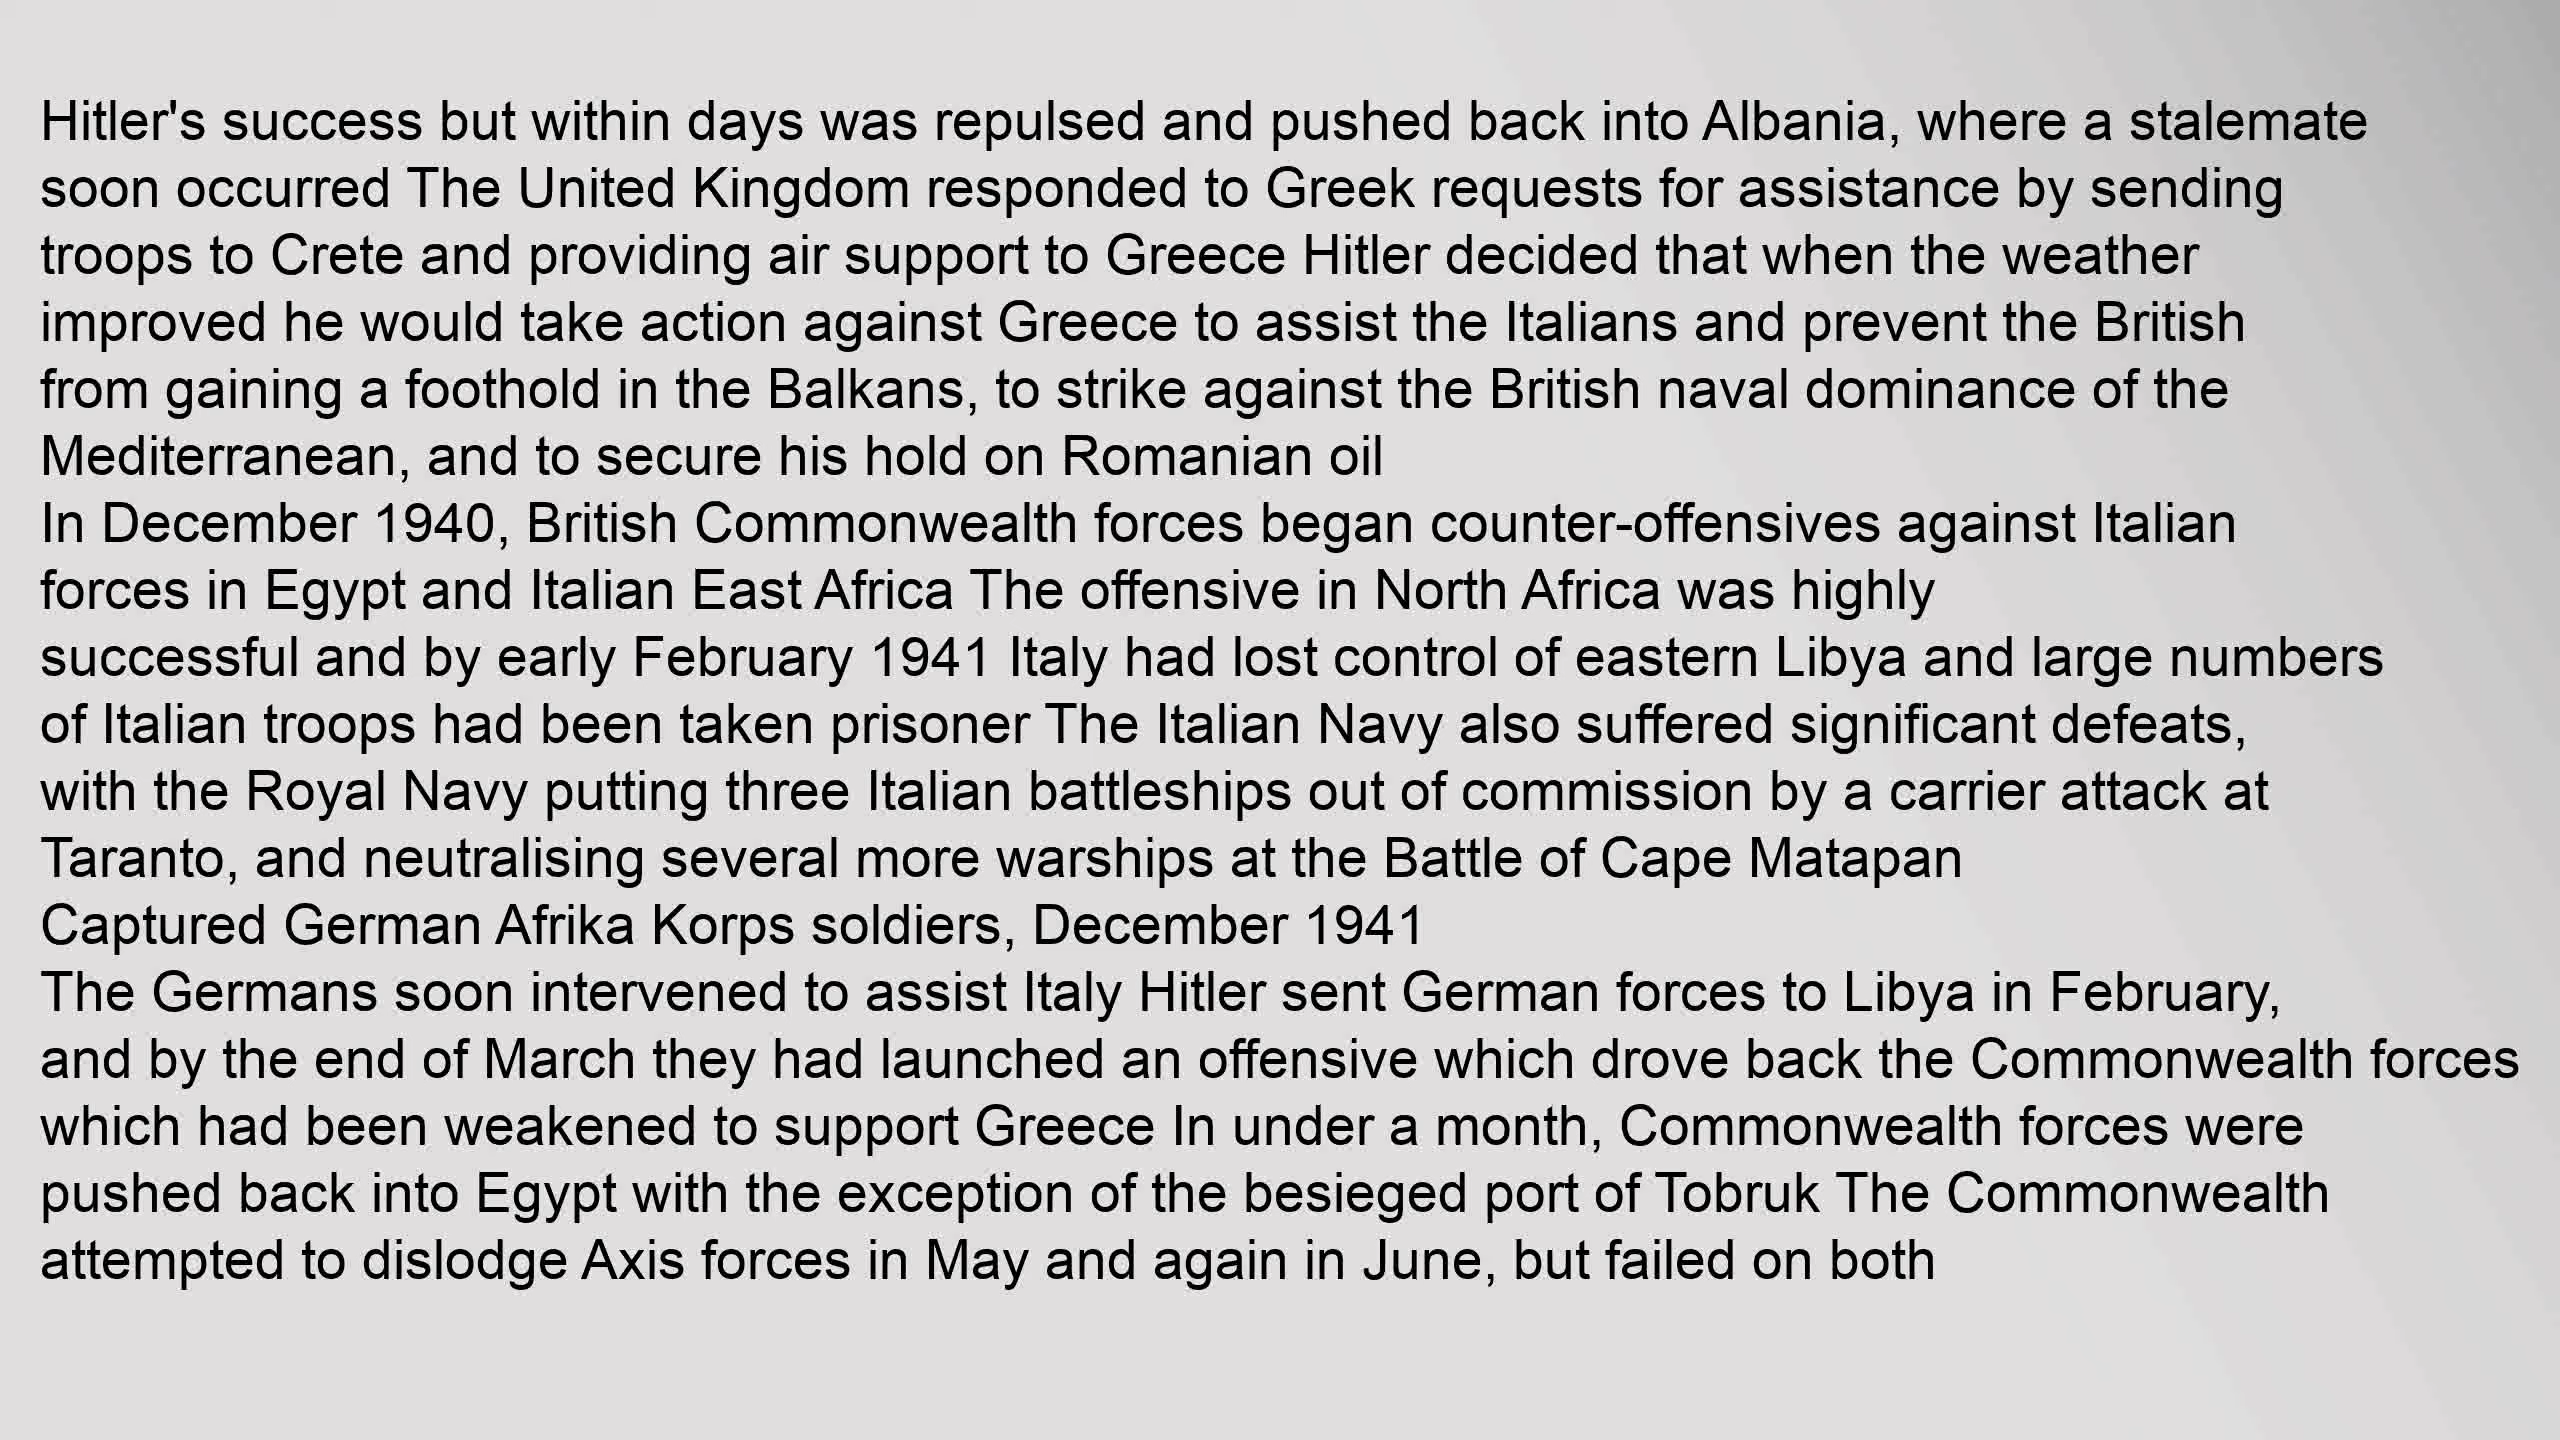 Hitler's success but within days was repulsed and pushed back into Albania, where a stalemate
soon occurred The United Kingdom responded to Greek requests for assistance by sending
troops to Crete and providing air support to Greece Hitler decided that when the weather
improved he would take action against Greece to assist the Italians and prevent the British
from gaining a foothold in the Balkans, to strike against the British naval dominance of the
Mediterranean, and to secure his hold on Romanian oil
In December 1940, British Commonwealth forces began counter-offensives against Italian
forces in Egypt and Italian East Africa The offensive in North Africa was highly
successful and by early February 1941 Italy had lost control of eastern Libya and large numbers
of Italian troops had been taken prisoner The Italian Navy also suffered significant defeats,
with the Royal Navy putting three Italian battleships out of commission by a carrier attack at
Taranto, and neutralising several more warships at the Battle of Cape Matapan
Captured German Afrika Korps soldiers, December 1941
The Germans soon intervened to assist Italy Hitler sent German forces to Libya in February,
and by the end of March they had launched an offensive which drove back the Commonwealth forces
which had been weakened to support Greece In under a month, Commonwealth forces were
pushed back into Egypt with the exception of the besieged port of Tobruk The Commonwealth
attempted to dislodge Axis forces in May and again in June, but failed on both